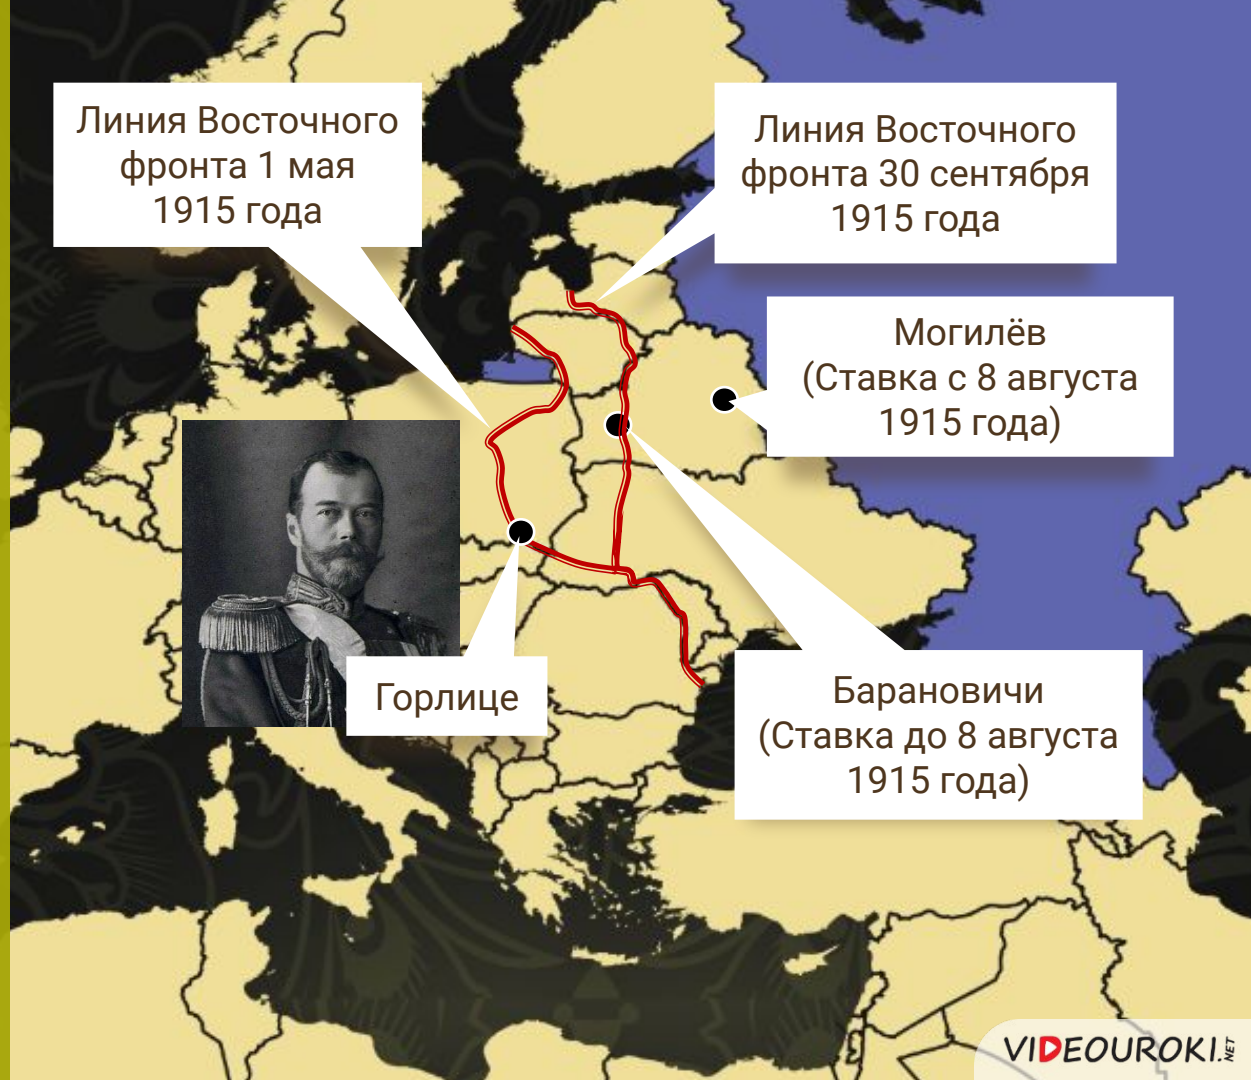 Линия Восточного
фронта 1 мая
1915 года
Линия Восточного
фронта 30 сентября
1915 года
Могилёв
(Ставка с 8 августа
1915 года)
Горлице
Барановичи
(Ставка до 8 августа
1915 года)
VIDEOUROKI.NET